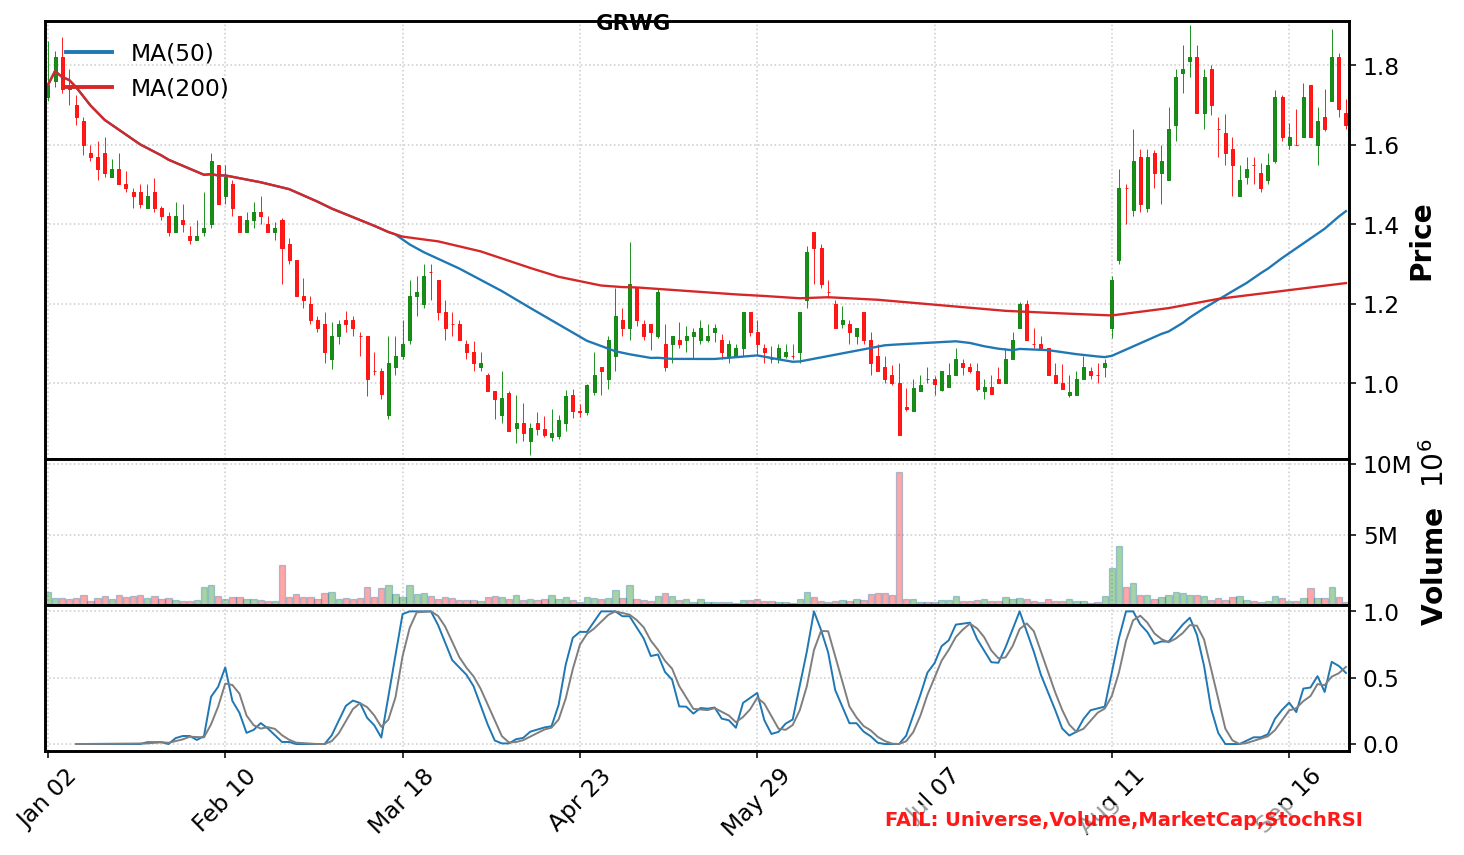 GRWG
MA(50)
MA(200)
1.8
1.6
1.4
1.2
1.0
Price
10M
5M
Volume 10⁶
1.0
0.5
0.0
Jan 02
Feb 10
Mar 18
Apr 23
May 29
Jul 07
Aug 11
Sep 16
FAIL: Universe,Volume,MarketCap,StochRSI